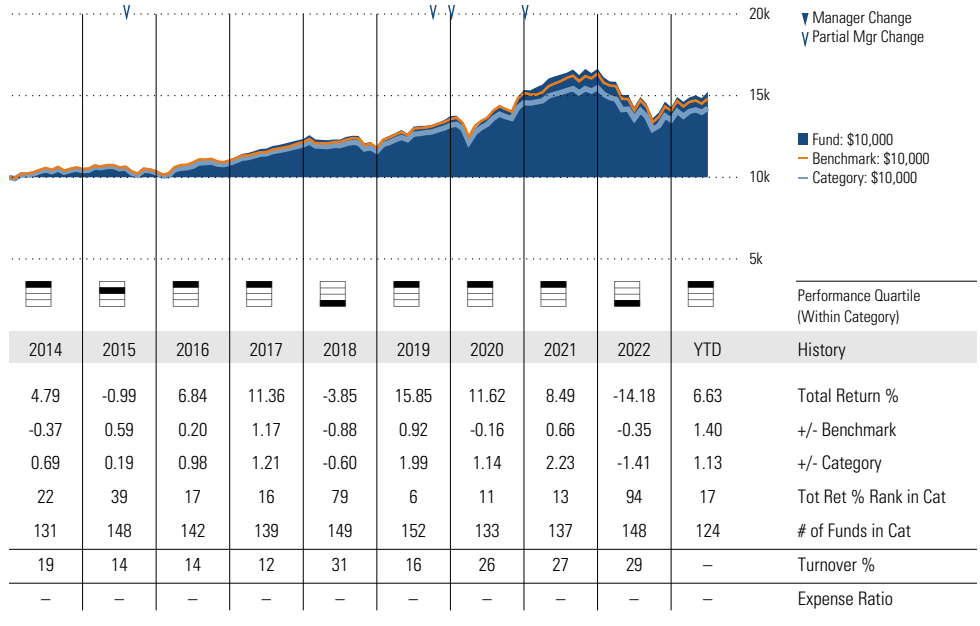 20k
▼ Manager Change
∨ Partial Mgr Change
15k
Fund: $10,000
Benchmark: $10,000
Category: $10,000
10k
5k
Performance Quartile
(Within Category)
2014 2015 2016 2017 2018 2019 2020 2021 2022 YTD History
4.79 -0.99 6.84 11.36 -3.85 15.85 11.62 8.49 -14.18 6.63 Total Return %
-0.37 0.59 0.20 1.17 -0.88 0.92 -0.16 0.66 -0.35 1.40 +/- Benchmark
0.69 0.19 0.98 1.21 -0.60 1.99 1.14 2.23 -1.41 1.13 +/- Category
22 39 17 16 79 6 11 13 94 17 Tot Ret % Rank in Cat
131 148 142 139 149 152 133 137 148 124 # of Funds in Cat
19 14 14 12 31 16 26 27 29 – Turnover %
– – – – – – – – – – Expense Ratio